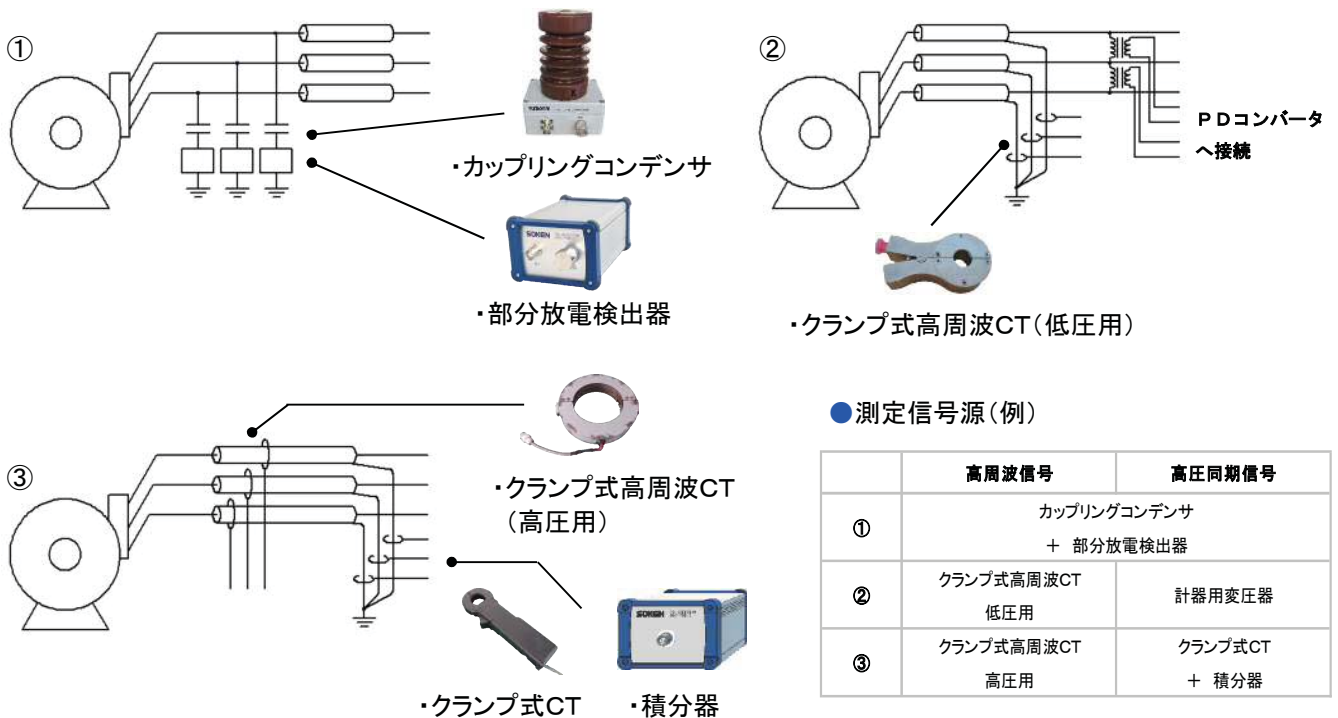 ①
・カップリングコンデンサ
SOKEN
・部分放電検出器
②
PDコンバータ
へ接続
・クランプ式高周波CT(低圧用)
③
・クランプ式高周波CT
(高圧用)
SOKEN
・クランプ式CT
・積分器
●測定信号源(例)
高周波信号
高圧同期信号
①
カップリングコンデンサ
+ 部分放電検出器
②
クランプ式高周波CT
低圧用
計器用変圧器
③
クランプ式高周波CT
高圧用
クランプ式CT
+ 積分器